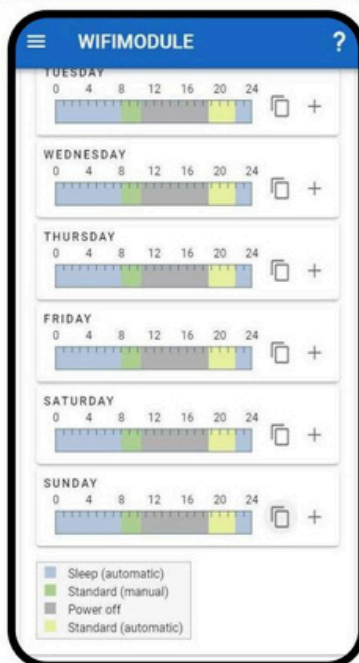 WIFIMODULE ?
TUESDAY
0 4 8 12 16 20 24
WEDNESDAY
0 4 8 12 16 20 24
THURSDAY
0 4 8 12 16 20 24
FRIDAY
0 4 8 12 16 20 24
SATURDAY
0 4 8 12 16 20 24
SUNDAY
0 4 8 12 16 20 24
Sleep (automatic)
Standard (manual)
Power off
Standard (automatic)